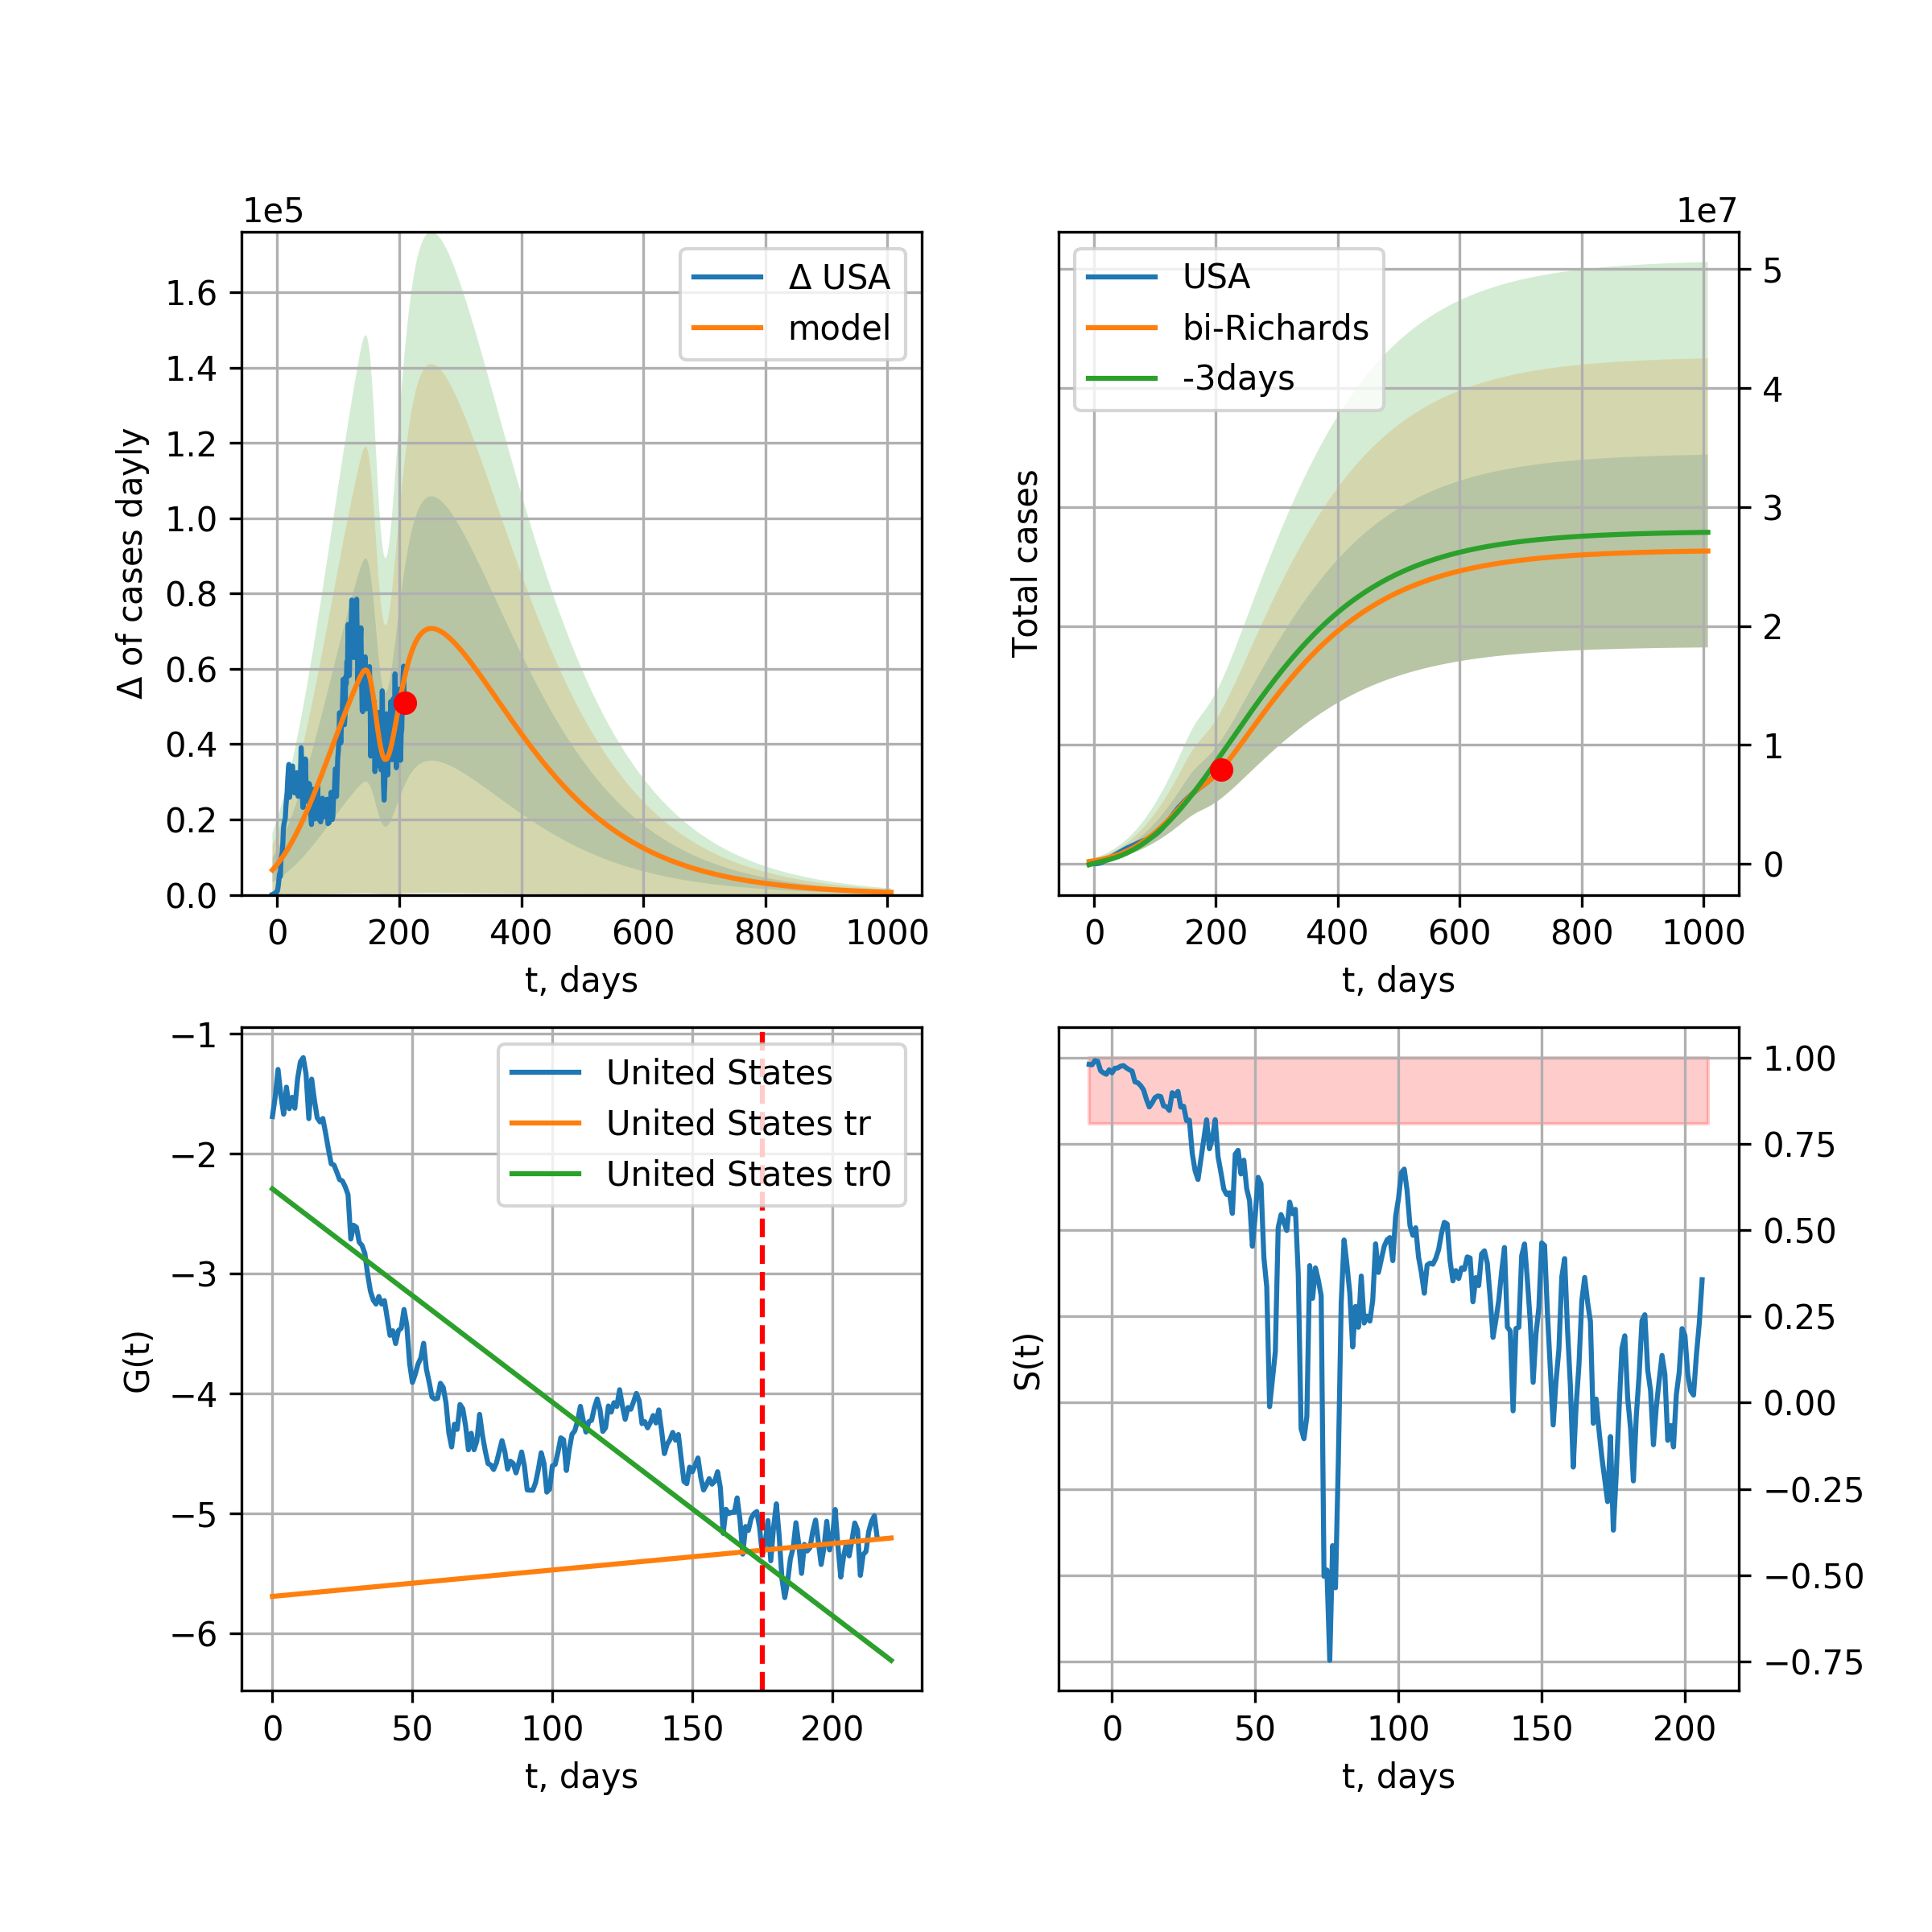 1e5
Δ of cases dayly
1.6
1.4
1.2
1.0
0.8
0.6
0.4
0.2
0.0
Δ USA
model
0 200 400 600 800 1000
t, days
1e7
Total cases
USA
bi-Richards
-3days
5
4
3
2
1
0
0 200 400 600 800 1000
t, days
G(t)
−1
−2
−3
−4
−5
−6
United States
United States tr
United States tr0
0 50 100 150 200
t, days
S(t)
1.00
0.75
0.50
0.25
0.00
−0.25
−0.50
−0.75
0 50 100 150 200
t, days